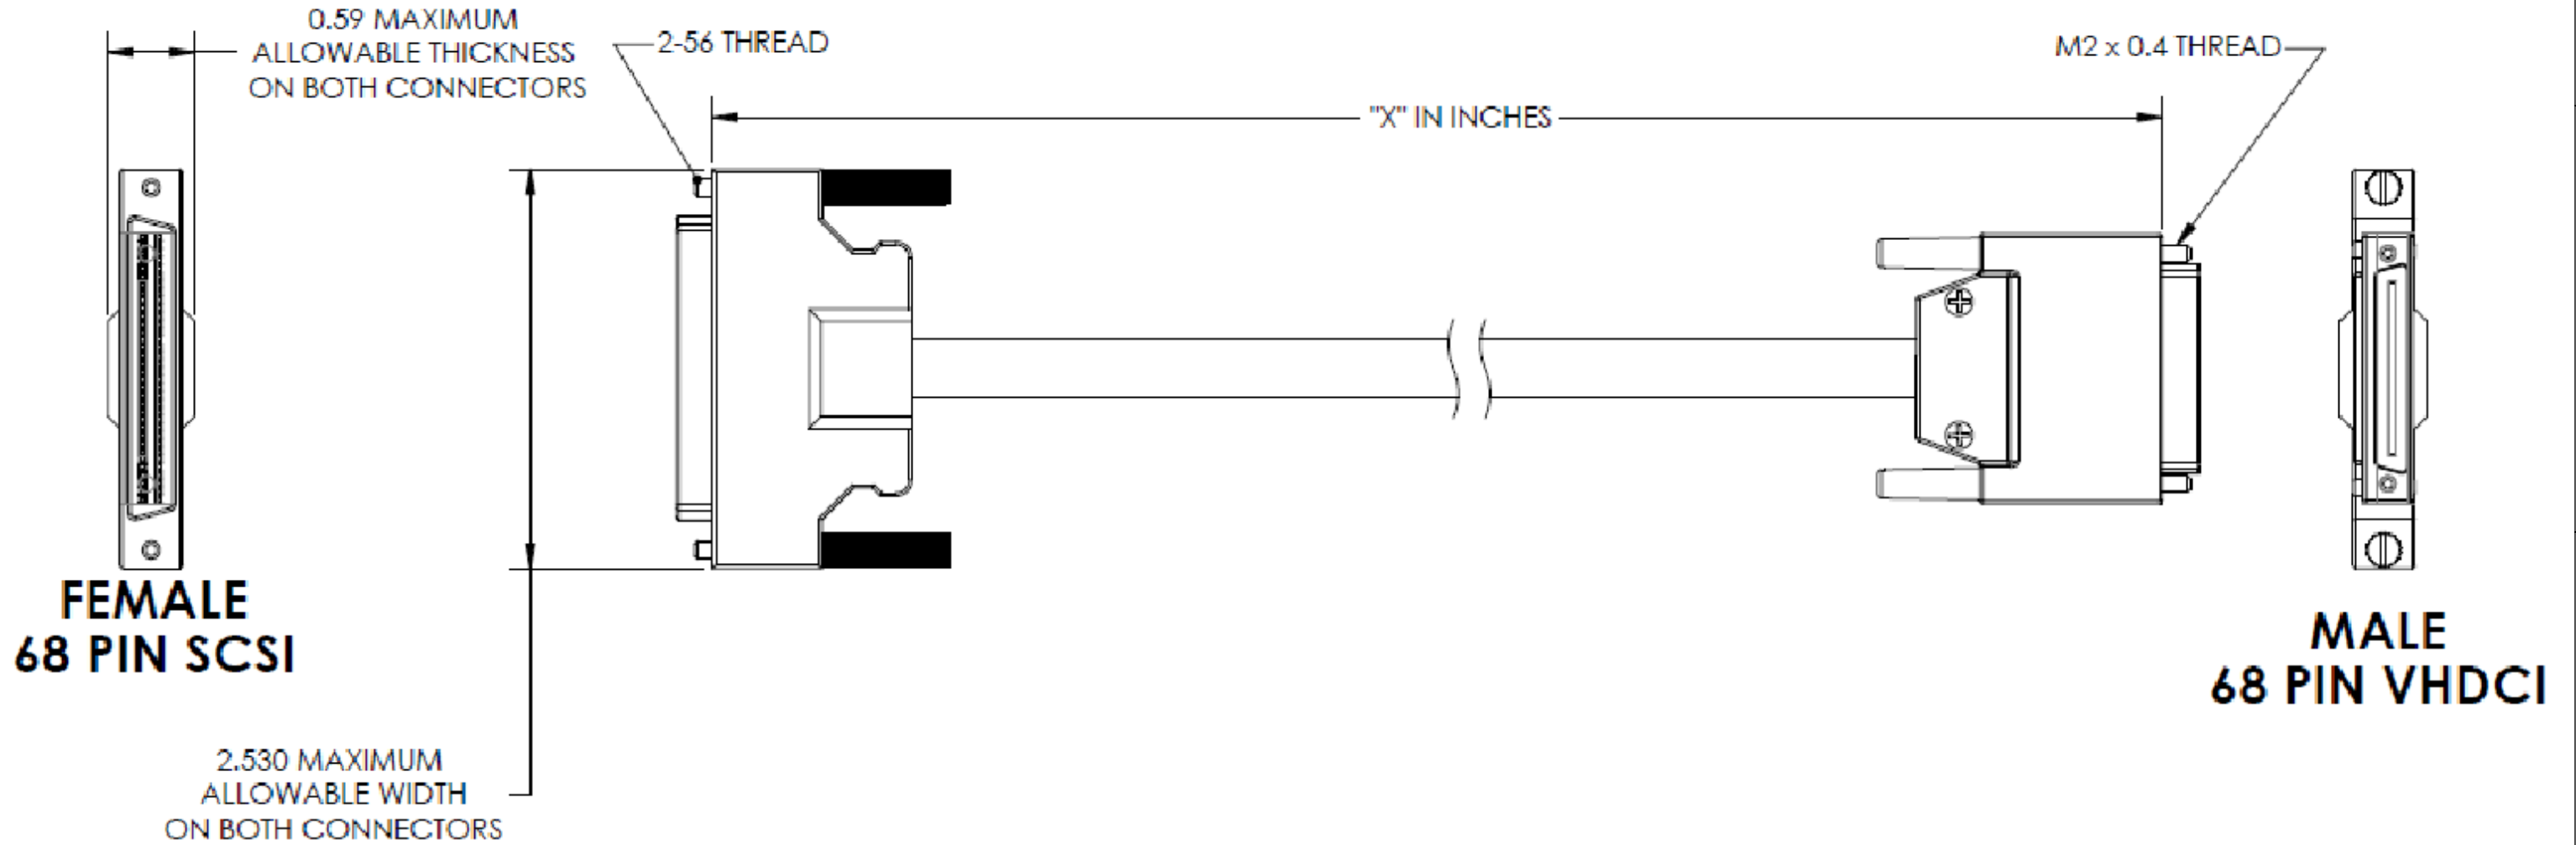 0.59 MAXIMUM
ALLOWABLE THICKNESS
ON BOTH CONNECTORS
2-56 THREAD
M2 x 0.4 THREAD
"X" IN INCHES
FEMALE
68 PIN SCSI
MALE
68 PIN VHDCI
2.530 MAXIMUM
ALLOWABLE WIDTH
ON BOTH CONNECTORS